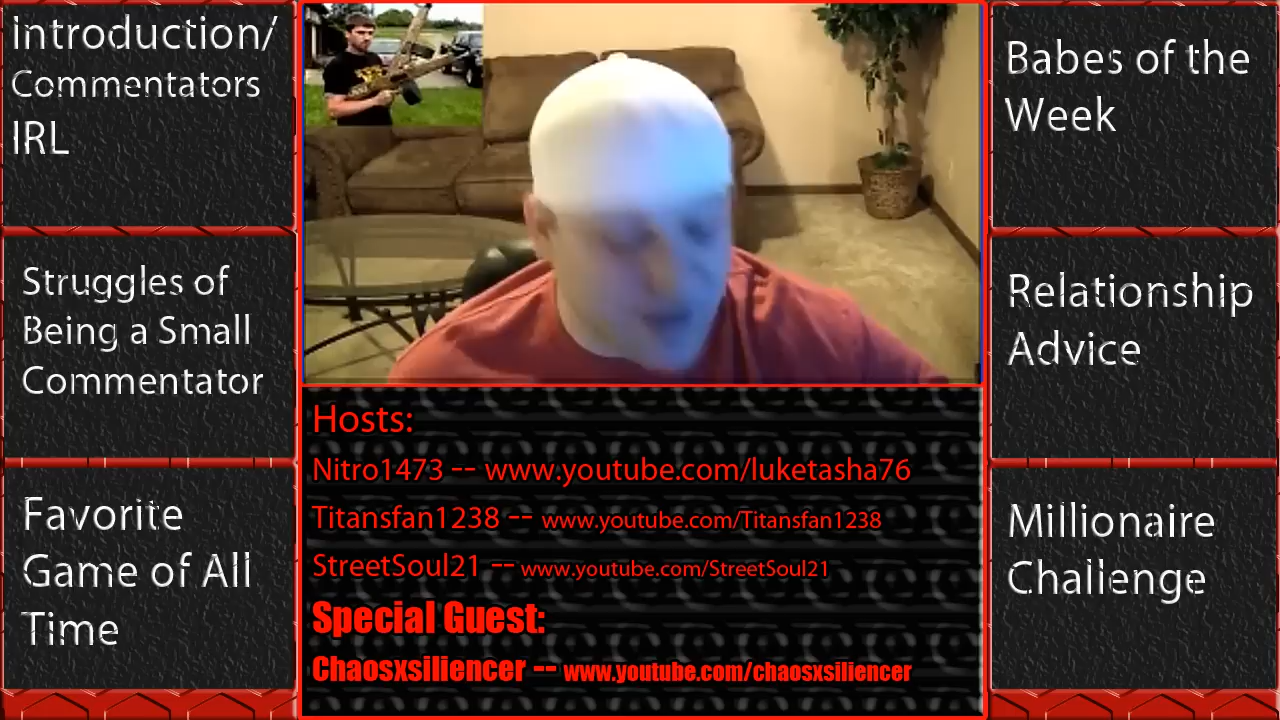 Introduction/
Commentators
IRL
Struggles of
Being a Small
Commentator
Favorite
Game of All
Time
Hosts:
Nitro1473 -- www.youtube.com/luketasha76
Titansfan1238 -- www.youtube.com/Titansfan1238
StreetSoul21 -- www.youtube.com/StreetSoul21
Special Guest:
Chaosxsiliencer -- www.youtube.com/chaosxsiliencer
Babes of the
Week
Relationship
Advice
Millionaire
Challenge